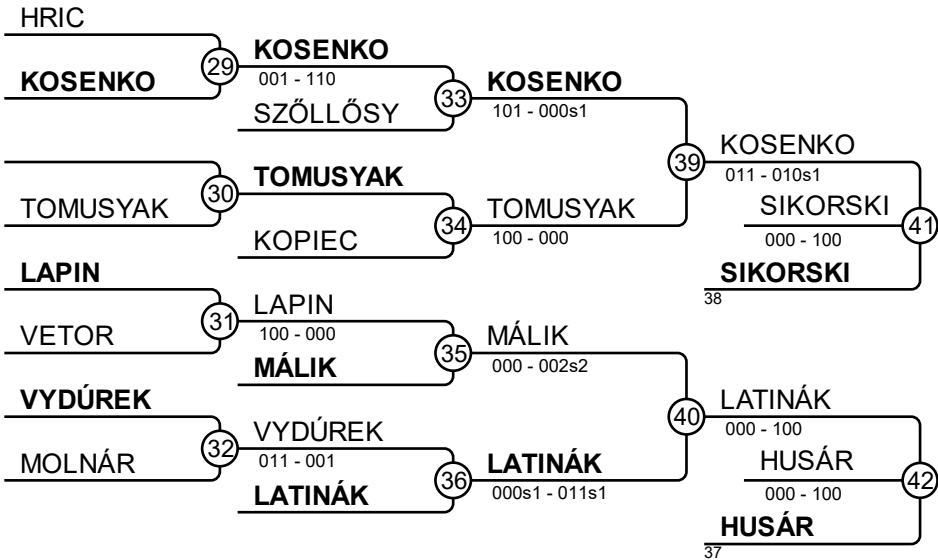 HRIC
29
KOSENKO
001 - 110
KOSENKO
33
KOSENKO
101 - 000s1
SZŐLLŐSY
39
KOSENKO
011 - 010s1
30
TOMUSYAK
TOMUSYAK
34
TOMUSYAK
100 - 000
KOPIEC
SIKORSKI
000 - 100
41
SIKORSKI
38
LAPIN
31
LAPIN
100 - 000
VETOR
35
MÁLIK
000 - 002s2
MÁLIK
40
LATINÁK
000 - 100
VYDÚREK
32
VYDÚREK
011 - 001
MOLNÁR
36
LATINÁK
000s1 - 011s1
LATINÁK
HUSÁR
000 - 100
42
HUSÁR
37